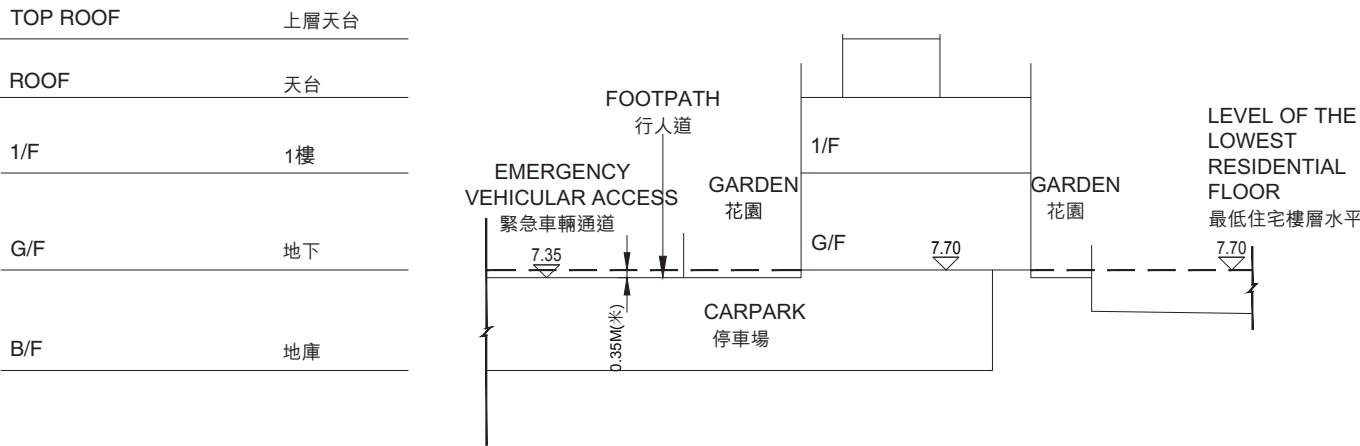 TOP ROOF 上層天台
ROOF 天台
1/F 1樓
G/F 地下
B/F 地庫
FOOTPATH
行人道
EMERGENCY
VEHICULAR ACCESS
緊急車輛通道
7.35
0.35M(米)
GARDEN
花園
1/F
G/F
7.70
CARPARK
停車場
GARDEN
花園
LEVEL OF THE
LOWEST
RESIDENTIAL
FLOOR
最低住宅樓層水平
7.70